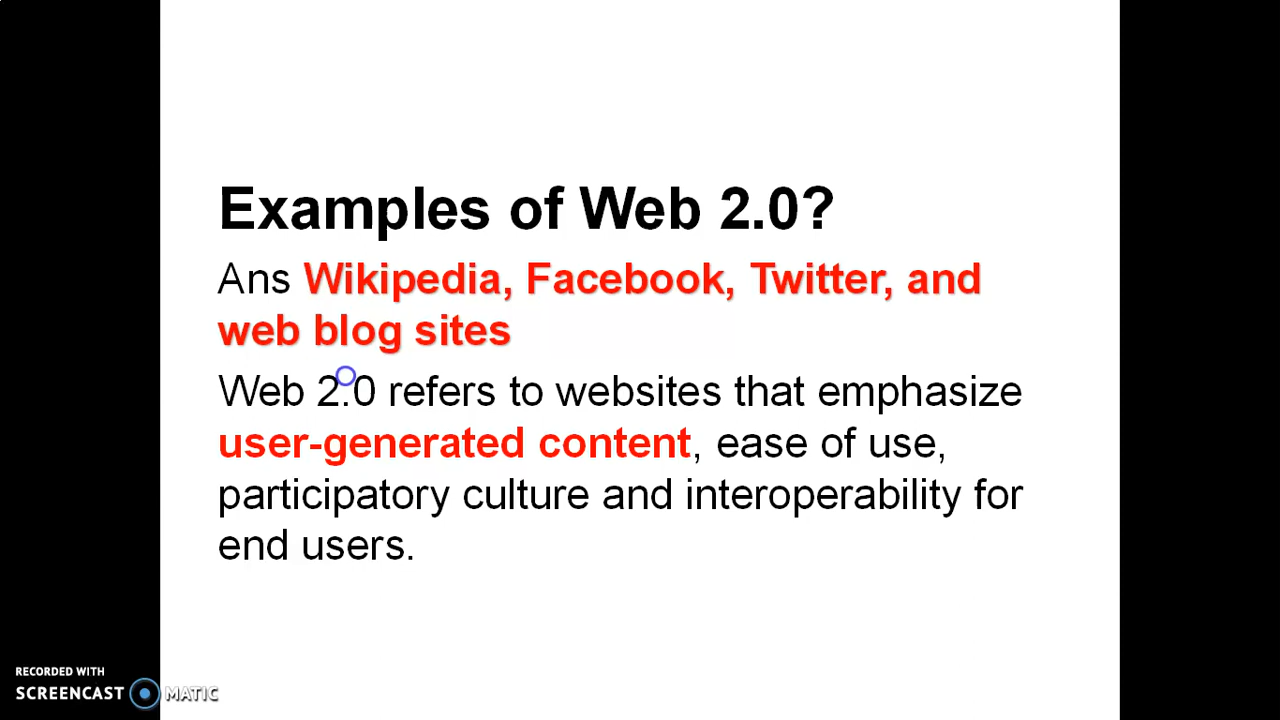 Examples of Web 2.0?
Ans Wikipedia, Facebook, Twitter, and
web blog sites
Web 2.0 refers to websites that emphasize
user-generated content, ease of use,
participatory culture and interoperability for
end users.
RECORDED WITH
SCREENCAST MATIC